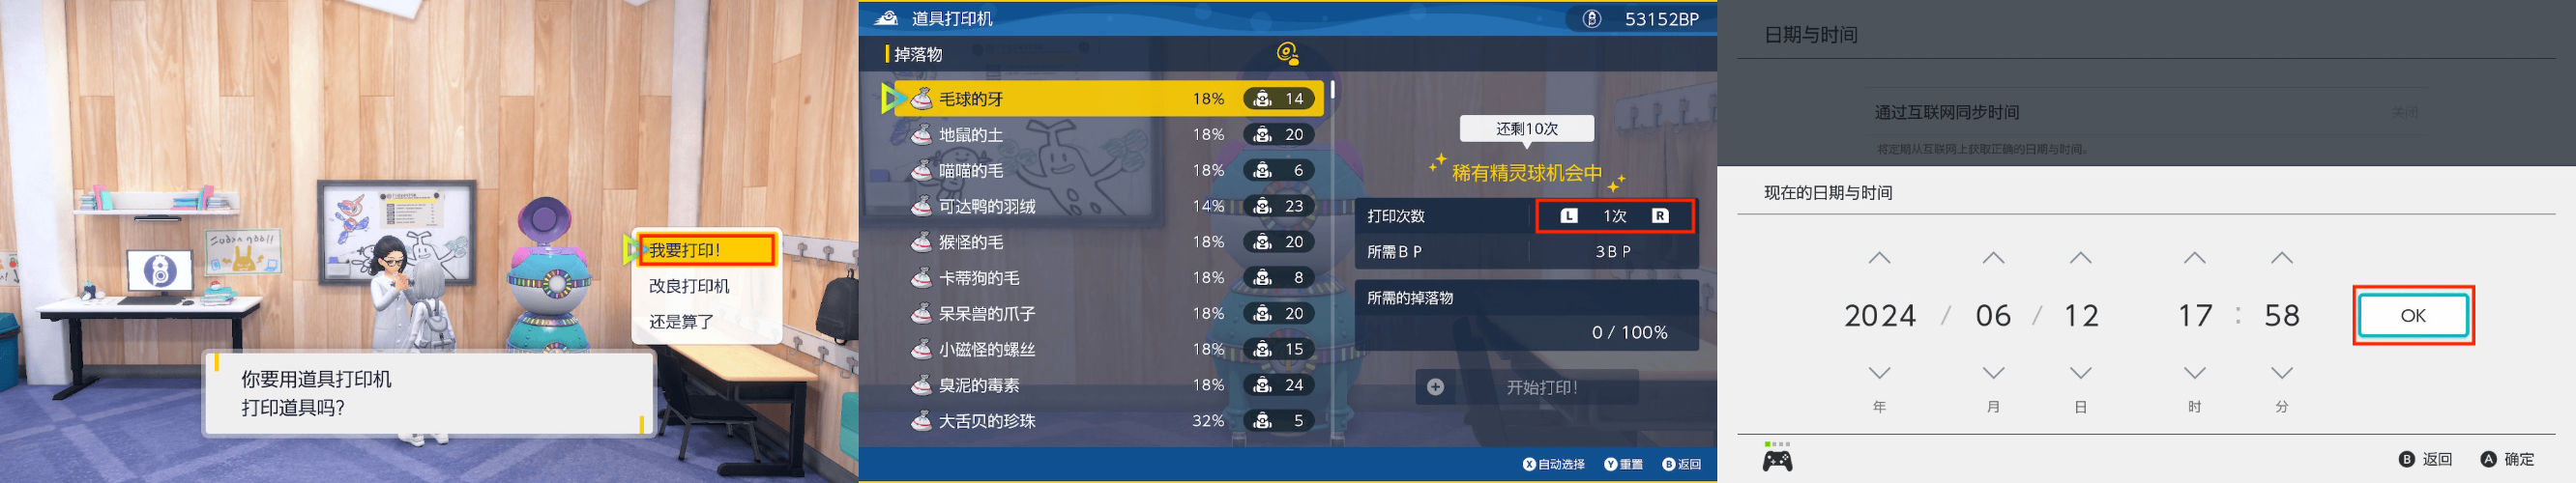 我要打印!
改良打印机
还是算了
你要用道具打印机
打印道具吗?
道具打印机
53152BP
掉落物
毛球的牙 18% 14
地鼠的土 18% 20
喵喵的毛 18% 6
可达鸭的羽绒 14% 23
猴怪的毛 18% 20
卡蒂狗的毛 18% 8
呆呆兽的爪子 18% 20
小磁怪的螺丝 18% 15
臭泥的毒素 18% 24
大舌贝的珍珠 32% 5
还剩10次
稀有精灵球机会中
打印次数 L 1次 R
所需BP 3BP
所需的掉落物
0 / 100%
开始打印!
X 自动选择 Y 重置 B 返回
日期与时间
通过互联网同步时间 关闭
将定期从互联网上获取正确的日期与时间。
现在的日期与时间
2024 / 06 / 12 17 : 58 OK
年 月 日 时 分
B 返回 A 确定